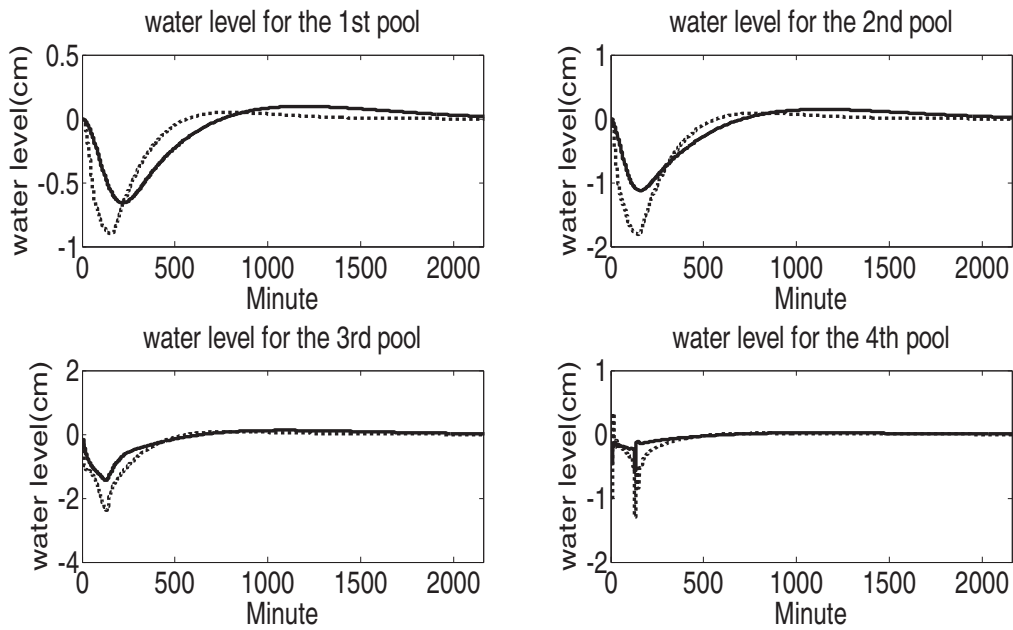 water level for the 1st pool
water level(cm)
0.5
0
-0.5
-1
0 500 1000 1500 2000
Minute
water level for the 2nd pool
water level(cm)
1
0
-1
-2
0 500 1000 1500 2000
Minute
water level for the 3rd pool
water level(cm)
2
0
-2
-4
0 500 1000 1500 2000
Minute
water level for the 4th pool
water level(cm)
1
0
-1
-2
0 500 1000 1500 2000
Minute